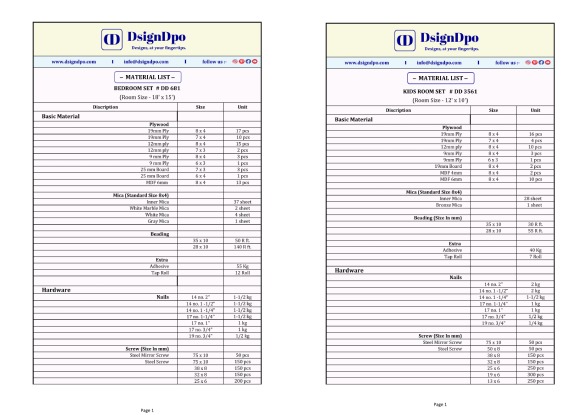 DsignDpo
Designs, at your fingertips.
www.dsigndpo.com I info@dsigndpo.com I follow us :-
~ MATERIAL LIST ~
BEDROOM SET # DD 681
(Room Size - 18' x 15')
Discription Size Unit
Basic Material
Plywood
19mm Ply 8 x 4 17 pcs
19mm Ply 7 x 4 10 pcs
12mm ply 8 x 4 15 pcs
12mm ply 7 x 3 2 pcs
9 mm Ply 8 x 4 3 pcs
9 mm Ply 6 x 3 1 pcs
25 mm Board 7 x 3 2 pcs
25 mm Board 6 x 4 1 pcs
MDF 6mm 8 x 4 13 pcs
Mica (Standard Size 8x4)
Inner Mica 37 sheet
White Marble Mica 2 sheet
White Mica 4 sheet
Gray Mica 1 sheet
Beading
35 x 10 50 R ft.
28 x 10 140 R ft.
Extra
Adhesive 55 Kg
Tap Roll 12 Roll
Hardware
Nails 14 no. 2" 1-1/2 kg
14 no. 1 -1/2" 1-1/2 kg
14 no. 1 -1/4" 1-1/2 kg
17 no. 1-1/4" 1-1/2 kg
17 no. 1" 1 kg
17 no. 3/4" 1 kg
19 no. 3/4" 1/2 kg
Screw (Size In mm)
Steel Mirror Screw 75 x 10 50 pcs
Steel Screw 75 x 10 150 pcs
38 x 8 150 pcs
32 x 8 150 pcs
25 x 6 200 pcs
Page 1
DsignDpo
Designs, at your fingertips.
www.dsigndpo.com I info@dsigndpo.com I follow us :-
~ MATERIAL LIST ~
KIDS ROOM SET # DD 3561
(Room Size - 12' x 10')
Discription Size Unit
Basic Material
Plywood
19mm Ply 8 x 4 16 pcs
19mm Ply 7 x 4 4 pcs
12mm Ply 8 x 4 10 pcs
9mm Ply 8 x 4 2 pcs
9mm Ply 6 x 3 1 pcs
19mm Board 8 x 4 2 pcs
MDF 4mm 8 x 4 2 pcs
MDF 6mm 8 x 4 10 pcs
Mica (Standard Size 8x4)
Inner Mica 28 sheet
Bronze Mica 1 sheet
Beading (Size In mm)
35 x 10 30 R ft.
28 x 10 55 R ft.
Extra
Adhesive 40 Kg
Tap Roll 7 Roll
Hardware
Nails
14 no. 2" 2 kg
14 no. 1 -1/2" 2 kg
14 no. 1 -1/4" 1-1/2 kg
17 no. 1-1/4" 1 kg
17 no. 1" 1 kg
17 no. 3/4" 1/2 kg
19 no. 3/4" 1/4 kg
Screw (Size In mm)
Steel Mirror Screw 75 x 10 50 pcs
Steel Screw 50 x 8 50 pcs
38 x 8 150 pcs
32 x 8 150 pcs
25 x 6 250 pcs
19 x 6 300 pcs
13 x 6 250 pcs
Page 1